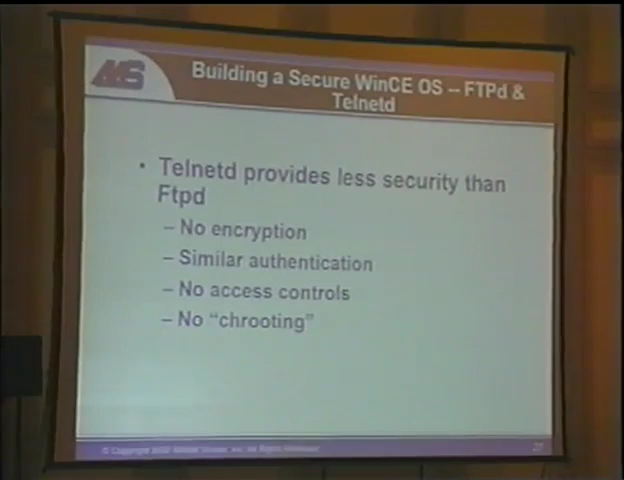 Building a Secure WinCE OS -- FTPd &
Telnetd
• Telnetd provides less security than
Ftpd
– No encryption
– Similar authentication
– No access controls
– No "chrooting"